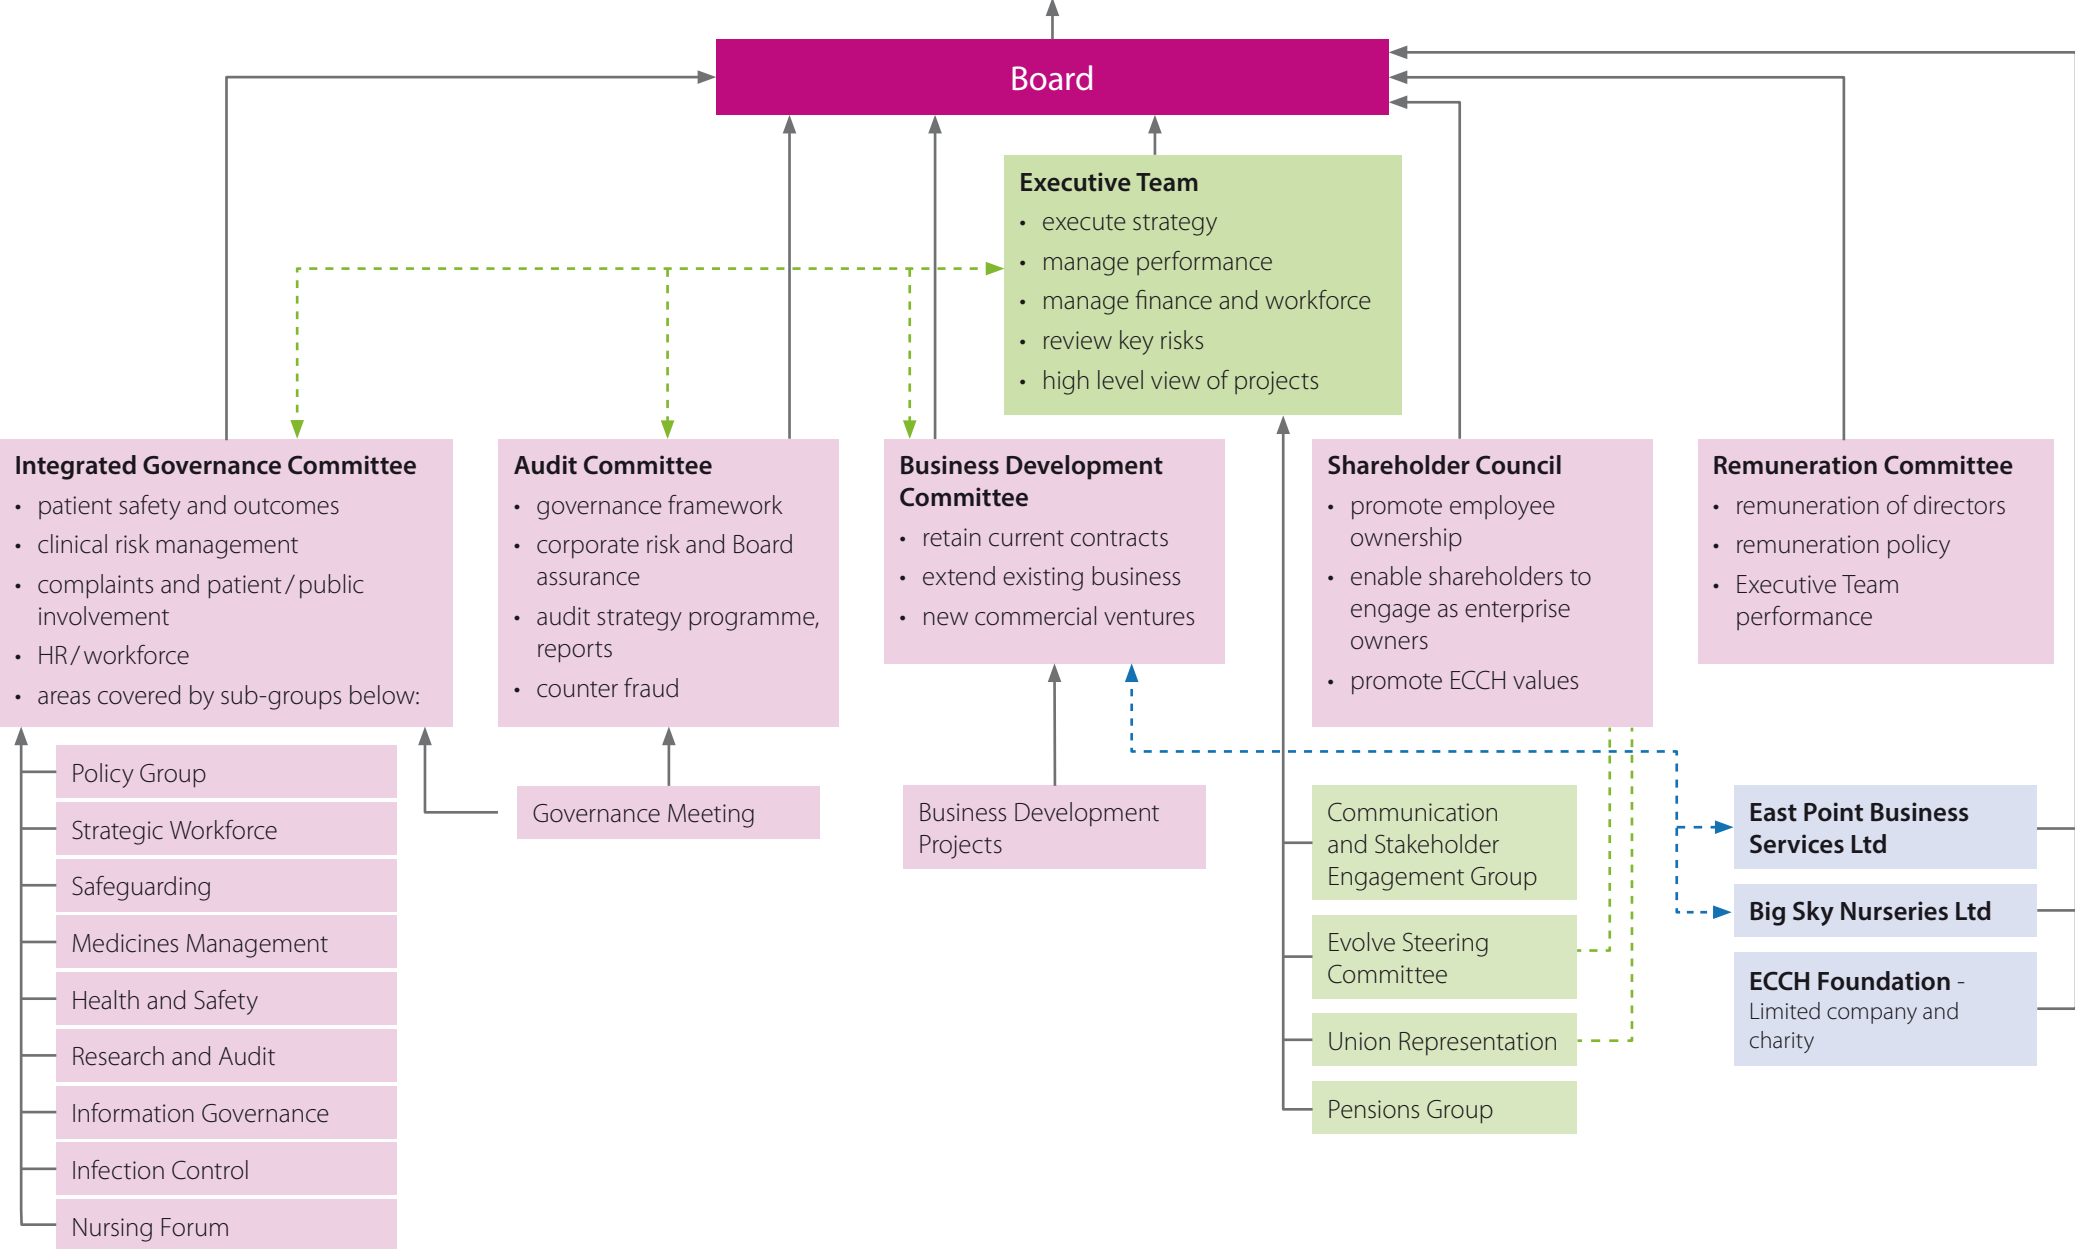 Board
Executive Team
• execute strategy
• manage performance
• manage finance and workforce
• review key risks
• high level view of projects
Integrated Governance Committee
• patient safety and outcomes
• clinical risk management
• complaints and patient / public
involvement
• HR / workforce
• areas covered by sub-groups below:
Audit Committee
• governance framework
• corporate risk and Board
assurance
• audit strategy programme,
reports
• counter fraud
Business Development
Committee
• retain current contracts
• extend existing business
• new commercial ventures
Shareholder Council
• promote employee
ownership
• enable shareholders to
engage as enterprise
owners
• promote ECCH values
Remuneration Committee
• remuneration of directors
• remuneration policy
• Executive Team
performance
Policy Group
Strategic Workforce
Safeguarding
Medicines Management
Health and Safety
Research and Audit
Information Governance
Infection Control
Nursing Forum
Governance Meeting
Business Development
Projects
Communication
and Stakeholder
Engagement Group
Evolve Steering
Committee
Union Representation
Pensions Group
East Point Business
Services Ltd
Big Sky Nurseries Ltd
ECCH Foundation -
Limited company and
charity